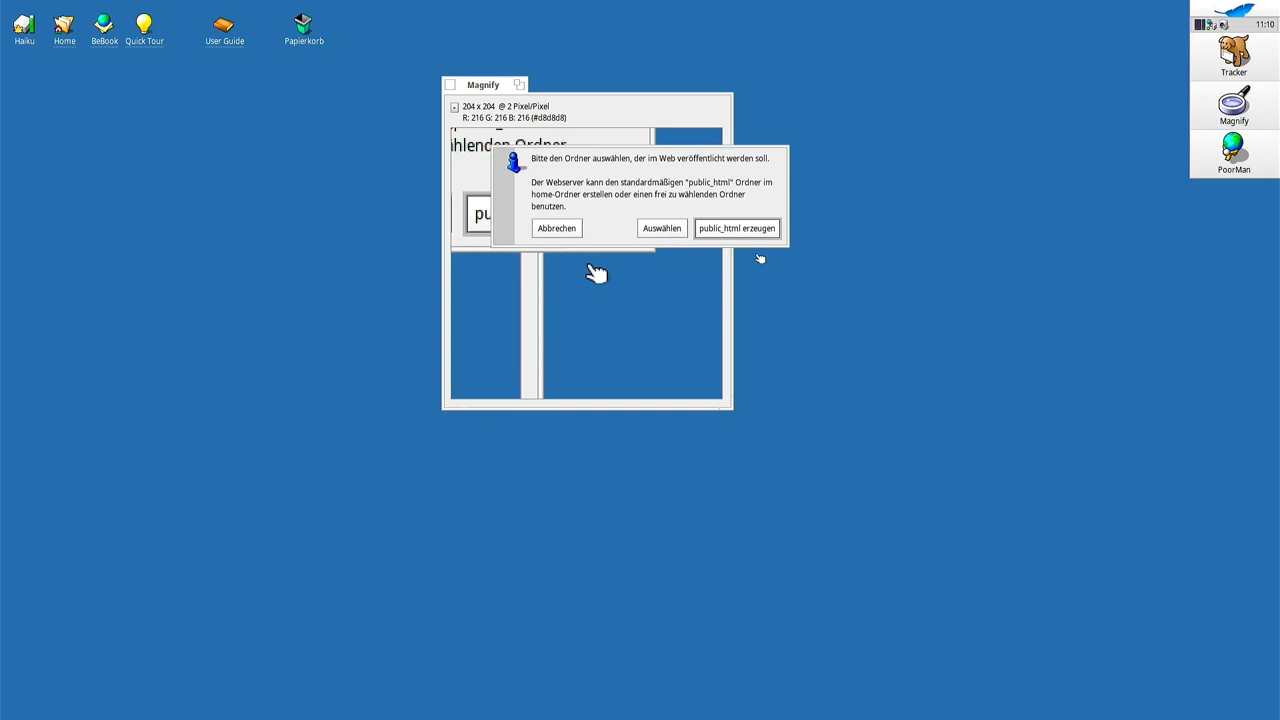 Haiku
Home
BeBook
Quick Tour
User Guide
Papierkorb
11:10
Tracker
Magnify
PoorMan
Magnify
204 x 204 @ 2 Pixel/Pixel
R: 216 G: 216 B: 216 (#d8d8d8)
ihlenden Ordner
pu
Bitte den Ordner auswählen, der im Web veröffentlicht werden soll.
Der Webserver kann den standardmäßigen "public_html" Ordner im
home-Ordner erstellen oder einen frei zu wählenden Ordner
benutzen.
Abbrechen
Auswählen
public_html erzeugen